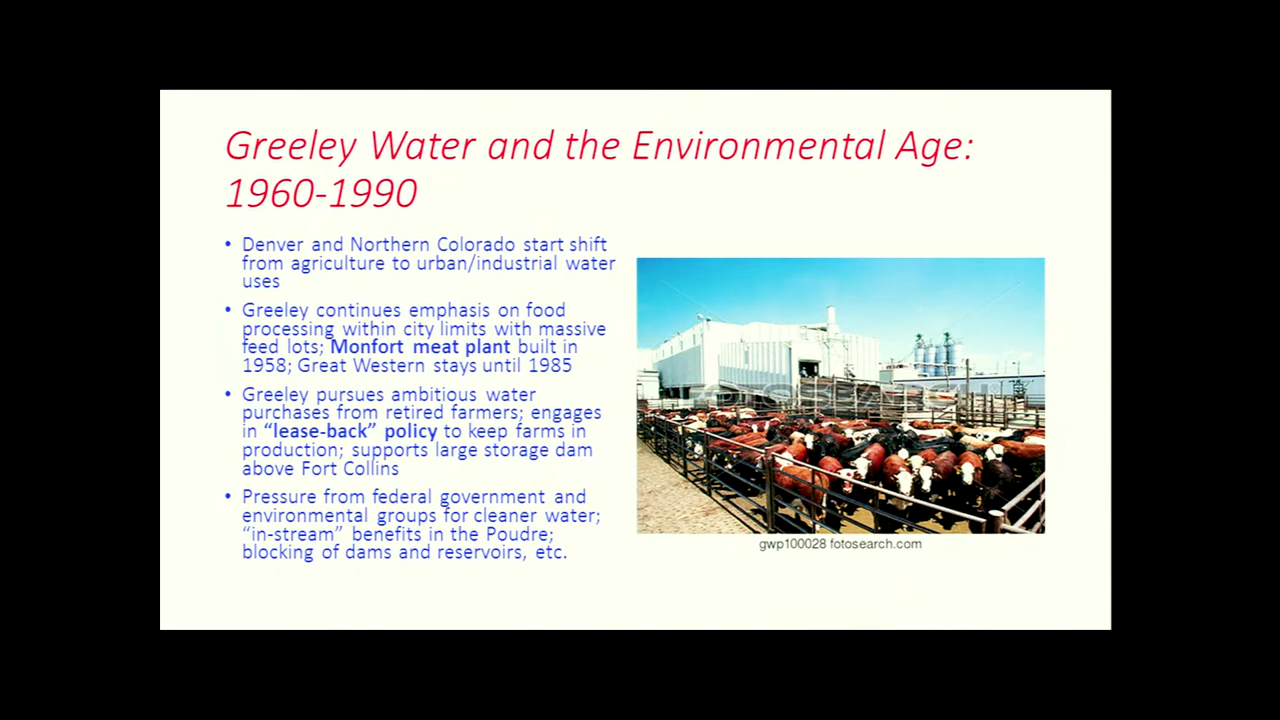 Greeley Water and the Environmental Age:
1960-1990
• Denver and Northern Colorado start shift
from agriculture to urban/industrial water
uses
• Greeley continues emphasis on food
processing within city limits with massive
feed lots; Monfort meat plant built in
1958; Great Western stays until 1985
• Greeley pursues ambitious water
purchases from retired farmers; engages
in “lease-back” policy to keep farms in
production; supports large storage dam
above Fort Collins
• Pressure from federal government and
environmental groups for cleaner water;
“in-stream” benefits in the Poudre;
blocking of dams and reservoirs, etc.
FOTOSEARCH
gwp100028 fotosearch.com